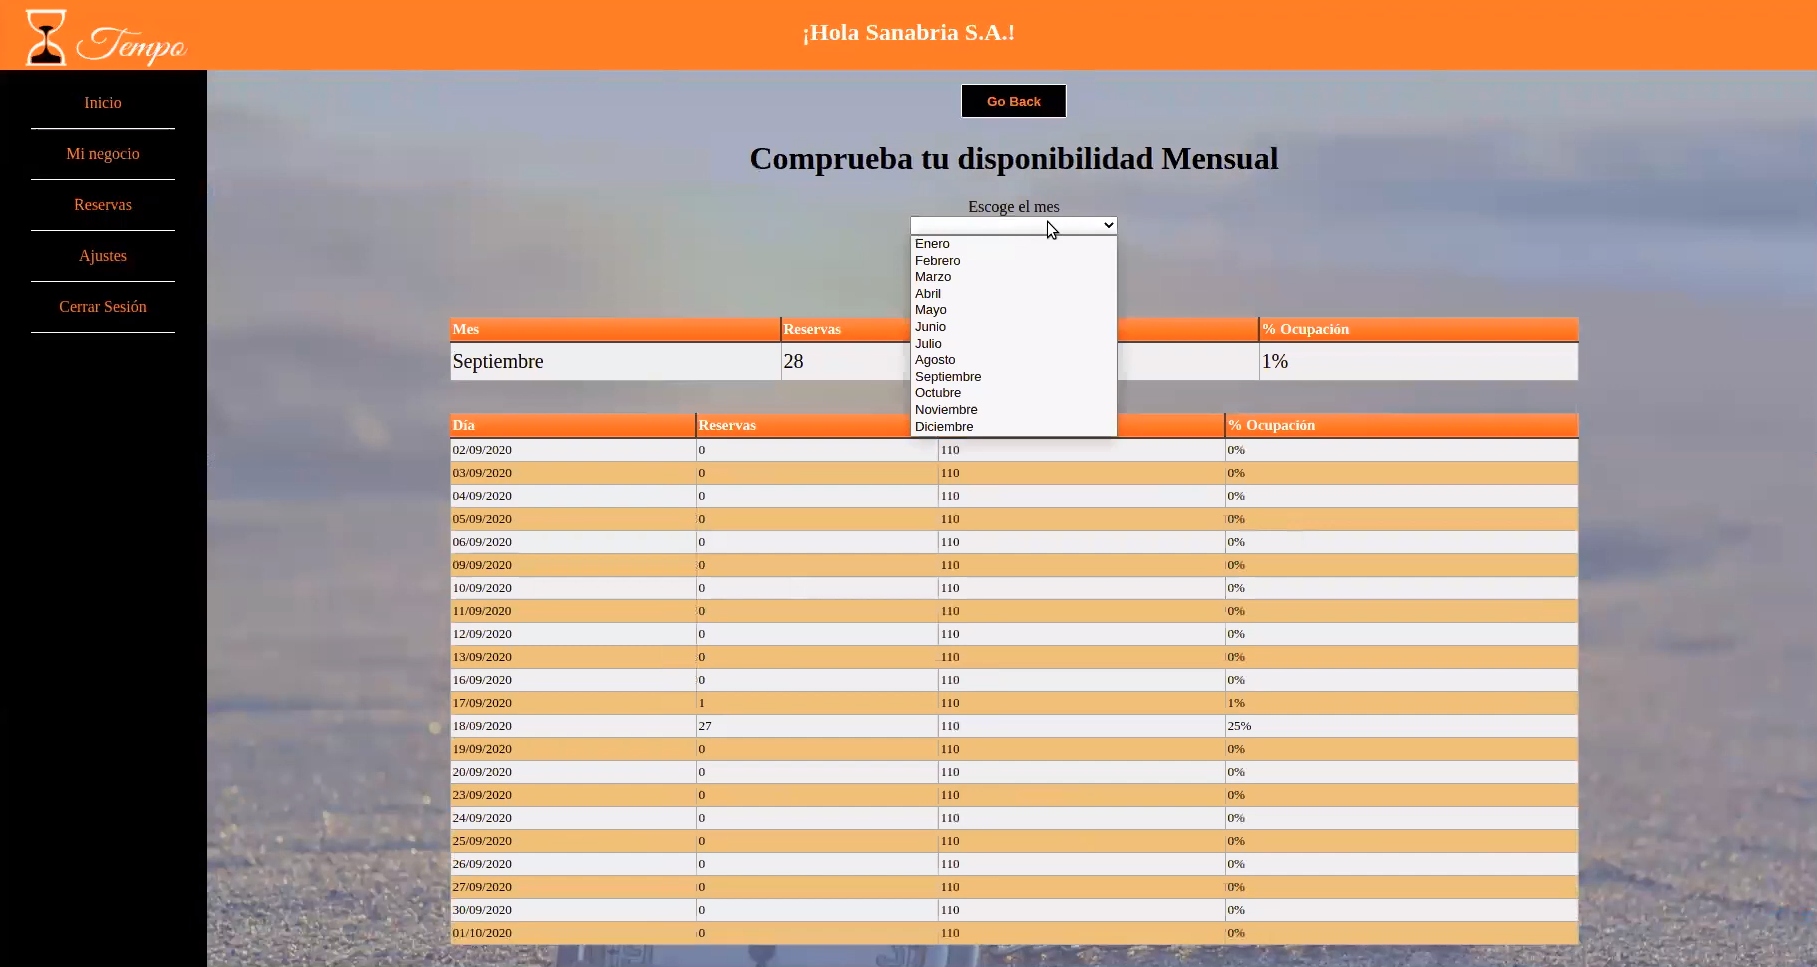 Tempo
¡Hola Sanabria S.A.!
Inicio
Mi negocio
Reservas
Ajustes
Cerrar Sesión
Go Back
Comprueba tu disponibilidad Mensual
Escoge el mes
Enero
Febrero
Marzo
Abril
Mayo
Junio
Julio
Agosto
Septiembre
Octubre
Noviembre
Diciembre
Mes Reservas % Ocupación
Septiembre 28 1%
Día Reservas % Ocupación
02/09/2020 0 110 0%
03/09/2020 0 110 0%
04/09/2020 0 110 0%
05/09/2020 0 110 0%
06/09/2020 0 110 0%
09/09/2020 0 110 0%
10/09/2020 0 110 0%
11/09/2020 0 110 0%
12/09/2020 0 110 0%
13/09/2020 0 110 0%
16/09/2020 0 110 0%
17/09/2020 1 110 1%
18/09/2020 27 110 25%
19/09/2020 0 110 0%
20/09/2020 0 110 0%
23/09/2020 0 110 0%
24/09/2020 0 110 0%
25/09/2020 0 110 0%
26/09/2020 0 110 0%
27/09/2020 0 110 0%
30/09/2020 0 110 0%
01/10/2020 0 110 0%